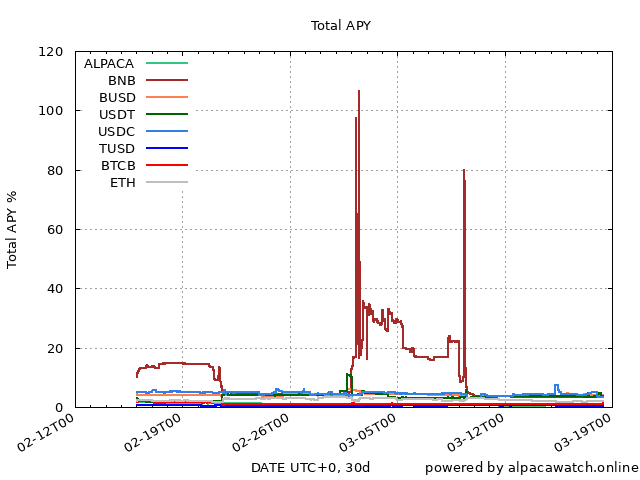 Total APY
120
100
80
60
40
20
0
Total APY %
ALPACA
BNB
BUSD
USDT
USDC
TUSD
BTCB
ETH
02-12T00
02-19T00
02-26T00
03-05T00
03-12T00
03-19T00
DATE UTC+0, 30d
powered by alpacawatch.online